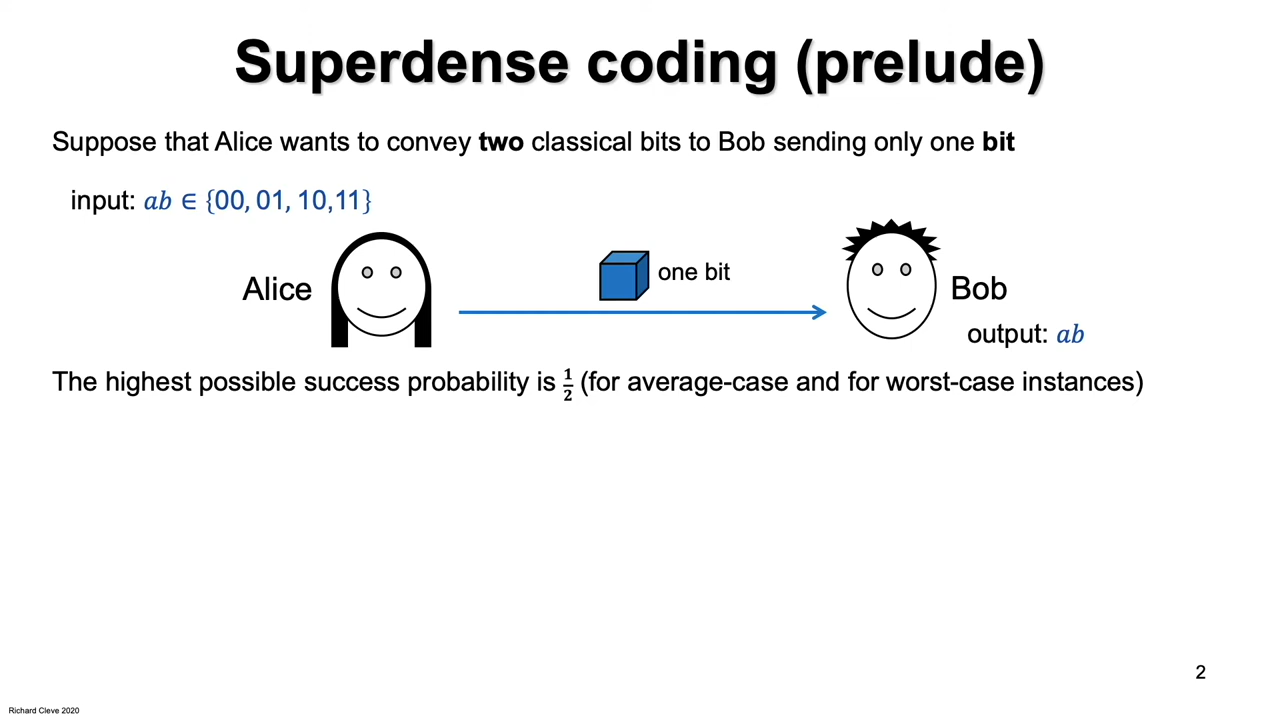 Superdense coding (prelude)
Suppose that Alice wants to convey two classical bits to Bob sending only one bit
input: 𝑎𝑏 ∈ {00, 01, 10,11}
one bit
Alice
Bob
output: 𝑎𝑏
The highest possible success probability is 1/2 (for average-case and for worst-case instances)
2
Richard Cleve 2020